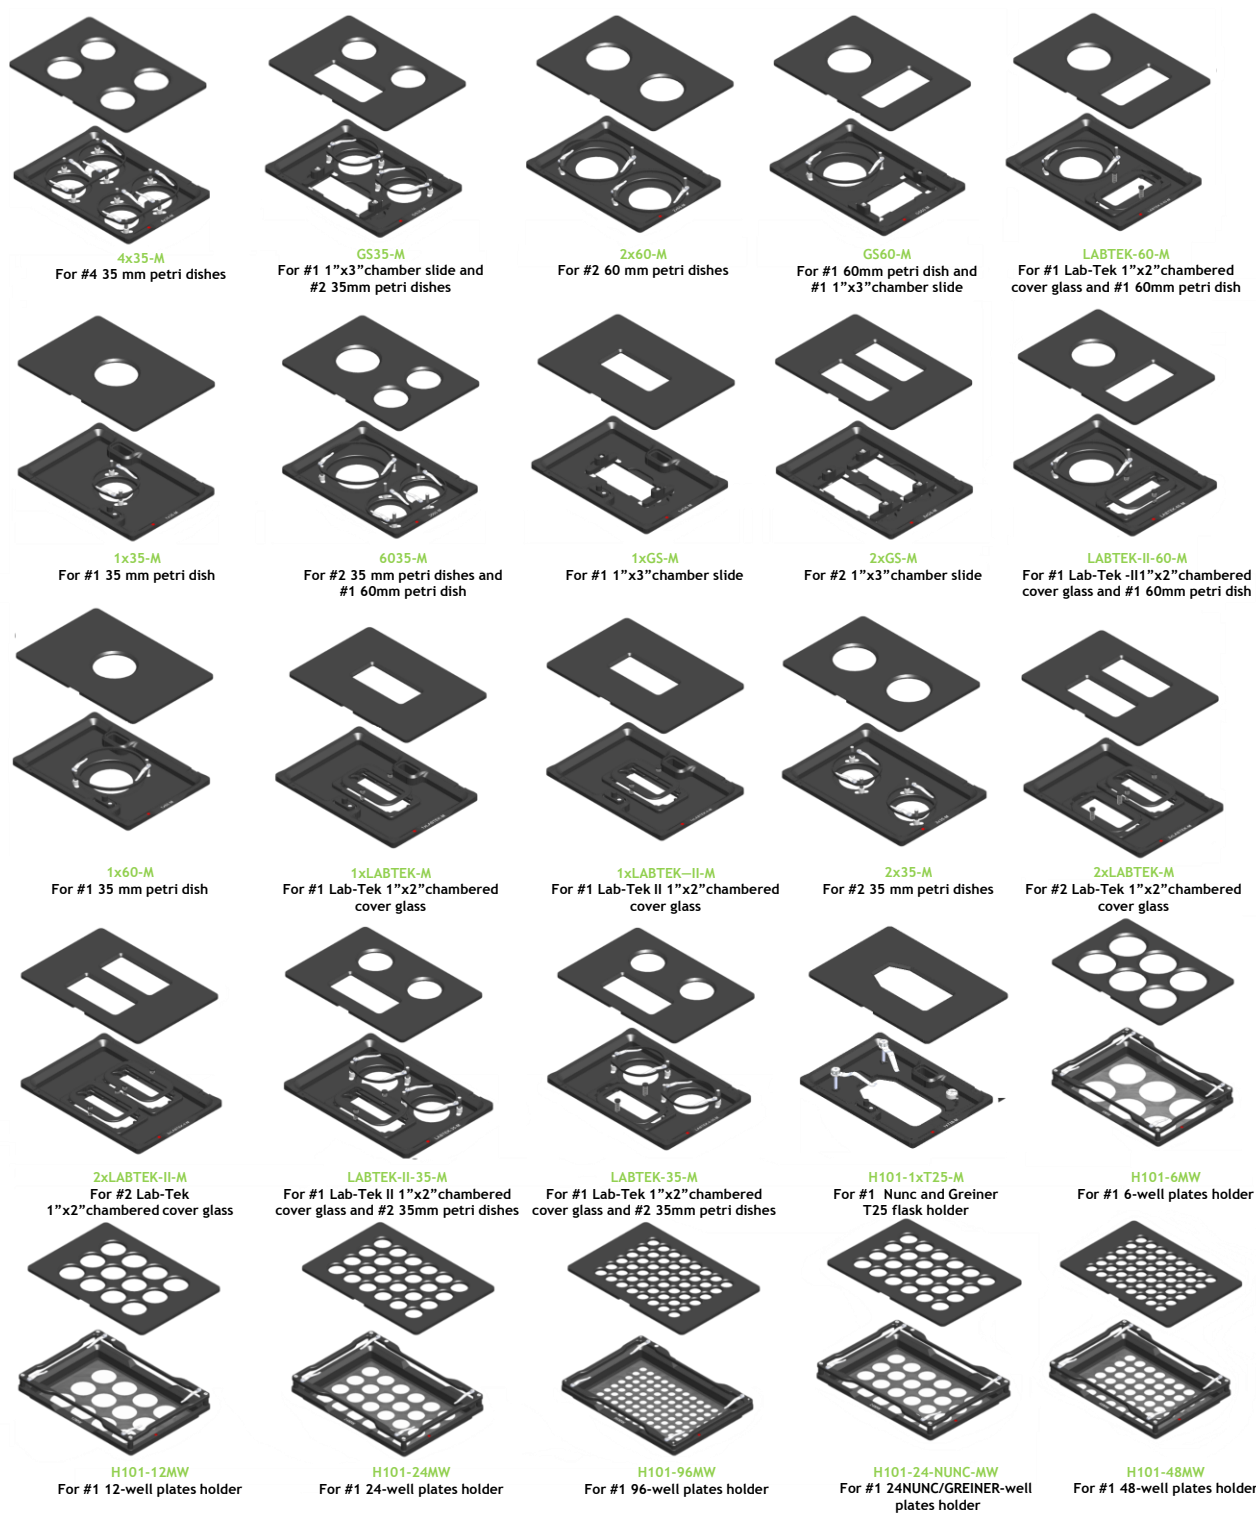 4x35-M
For #4 35 mm petri dishes
GS35-M
For #1 1”x3”chamber slide and
#2 35mm petri dishes
2x60-M
For #2 60 mm petri dishes
GS60-M
For #1 60mm petri dish and
#1 1”x3”chamber slide
LABTEK-60-M
For #1 Lab-Tek 1”x2”chambered
cover glass and #1 60mm petri dish
1x35-M
For #1 35 mm petri dish
6035-M
For #2 35 mm petri dishes and
#1 60mm petri dish
1xGS-M
For #1 1”x3”chamber slide
2xGS-M
For #2 1”x3”chamber slide
LABTEK-II-60-M
For #1 Lab-Tek -II1”x2”chambered
cover glass and #1 60mm petri dish
1x60-M
For #1 35 mm petri dish
1xLABTEK-M
For #1 Lab-Tek 1”x2”chambered
cover glass
1xLABTEK—II-M
For #1 Lab-Tek II 1”x2”chambered
cover glass
2x35-M
For #2 35 mm petri dishes
2xLABTEK-M
For #2 Lab-Tek 1”x2”chambered
cover glass
2xLABTEK-II-M
For #2 Lab-Tek
1”x2”chambered cover glass
LABTEK-II-35-M
For #1 Lab-Tek II 1”x2”chambered
cover glass and #2 35mm petri dishes
LABTEK-35-M
For #1 Lab-Tek 1”x2”chambered
cover glass and #2 35mm petri dishes
H101-1xT25-M
For #1 Nunc and Greiner
T25 flask holder
H101-6MW
For #1 6-well plates holder
H101-12MW
For #1 12-well plates holder
H101-24MW
For #1 24-well plates holder
H101-96MW
For #1 96-well plates holder
H101-24-NUNC-MW
For #1 24NUNC/GREINER-well
plates holder
H101-48MW
For #1 48-well plates holder